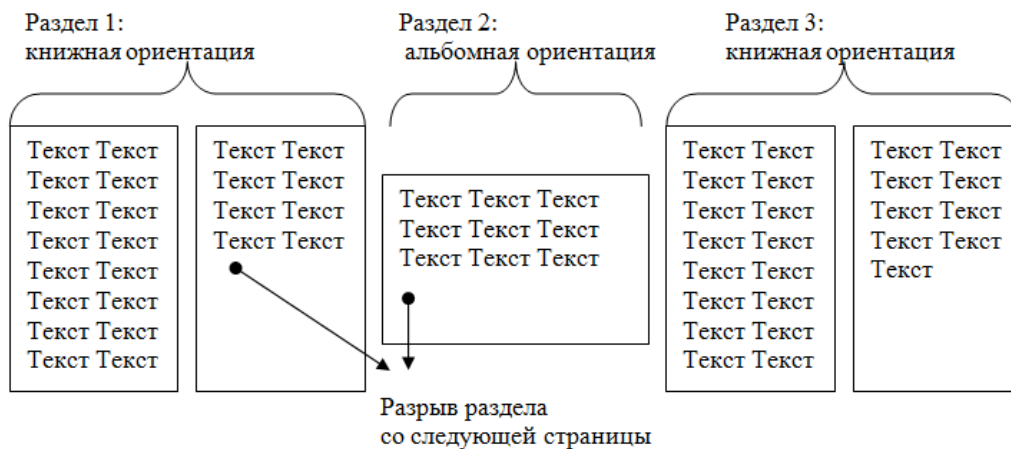 Раздел 1:
книжная ориентация
Раздел 2:
альбомная ориентация
Раздел 3:
книжная ориентация
Текст Текст
Текст Текст
Текст Текст
Текст Текст
Текст Текст
Текст Текст
Текст Текст
Текст Текст
Текст Текст
Текст Текст
Текст Текст
Текст Текст
Текст Текст Текст
Текст Текст Текст
Текст Текст Текст
Текст Текст
Текст Текст
Текст Текст
Текст Текст
Текст Текст
Текст Текст
Текст Текст
Текст Текст
Текст Текст
Текст Текст
Текст Текст
Текст Текст
Текст
Разрыв раздела
со следующей страницы